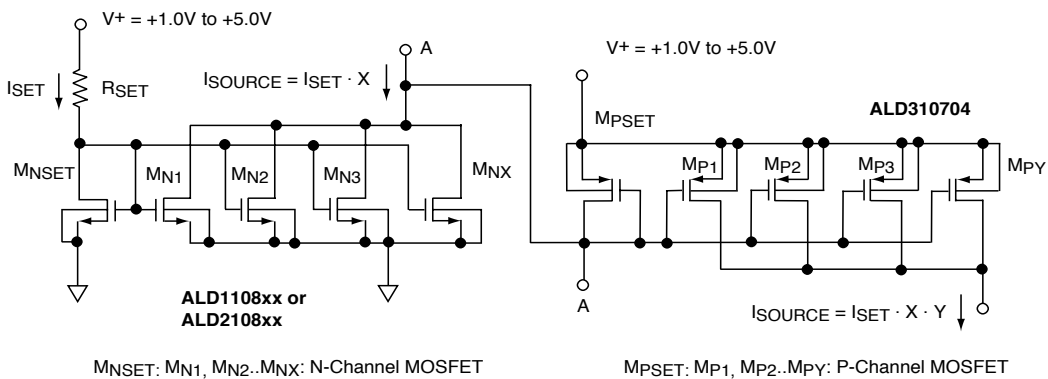 V+ = +1.0V to +5.0V
ISET
RSET
ISOURCE = ISET · X
A
MNSET
MN1
MN2
MN3
MNX
ALD1108xx or
ALD2108xx
MNSET: MN1, MN2..MNX: N-Channel MOSFET
V+ = +1.0V to +5.0V
MPSET
ALD310704
MP1
MP2
MP3
MPY
A
ISOURCE = ISET · X · Y
MPSET: MP1, MP2..MPY: P-Channel MOSFET